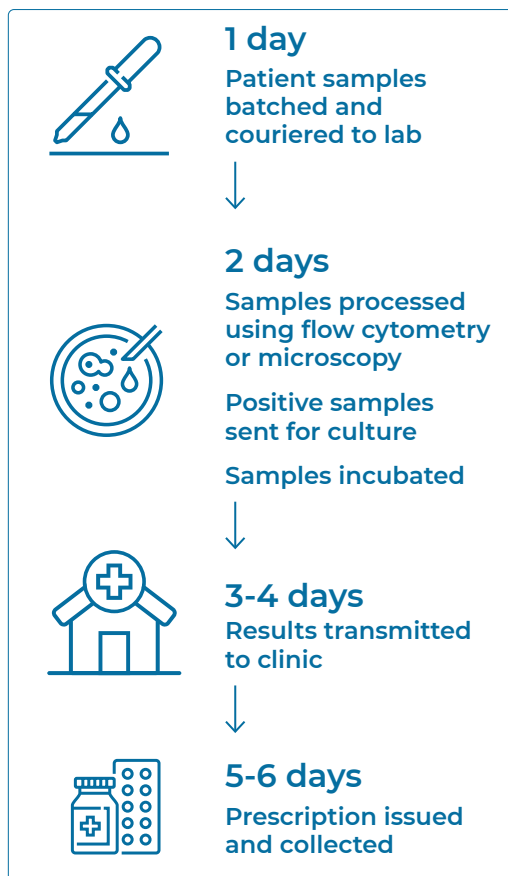 1 day
Patient samples
batched and
couriered to lab
2 days
Samples processed
using flow cytometry
or microscopy
Positive samples
sent for culture
Samples incubated
3-4 days
Results transmitted
to clinic
5-6 days
Prescription issued
and collected